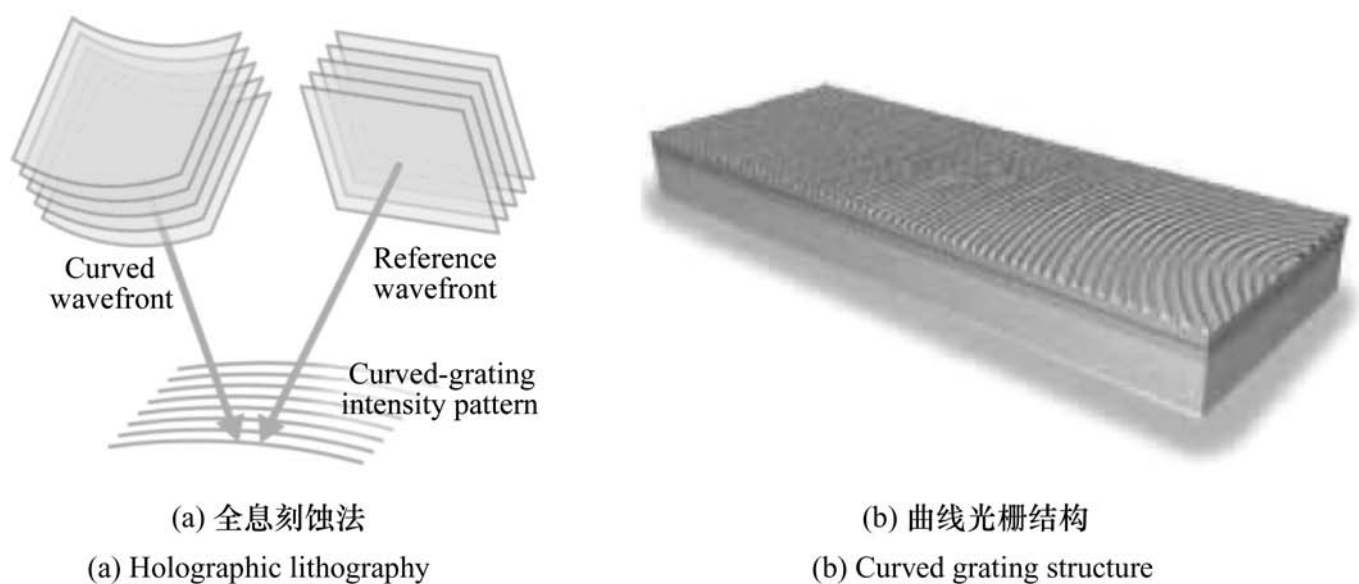 Curved
wavefront
Reference
wavefront
Curved-grating
intensity pattern
(a) 全息刻蚀法
(a) Holographic lithography
(b) 曲线光栅结构
(b) Curved grating structure